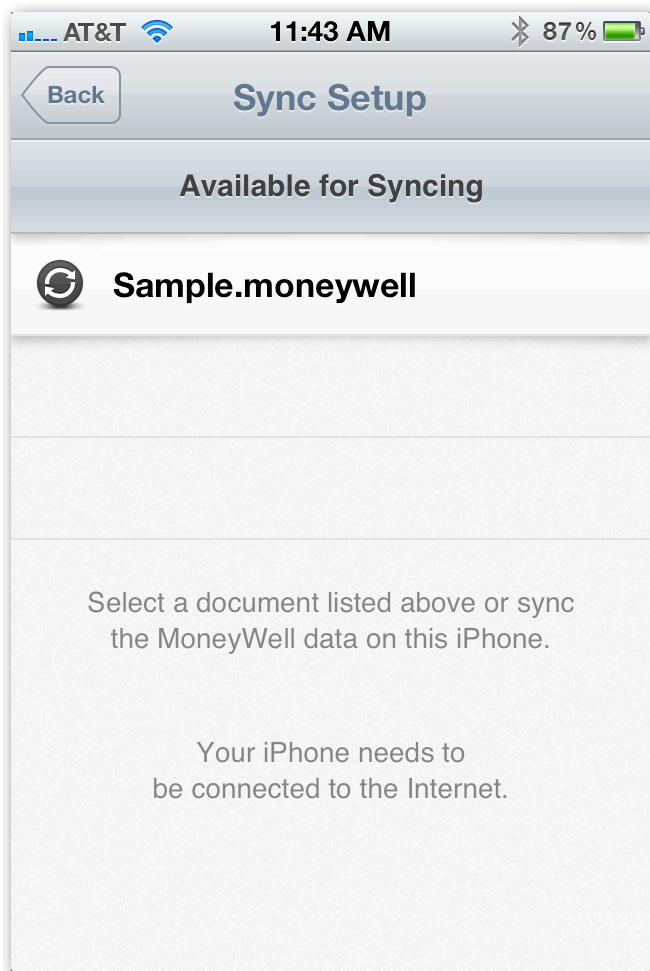 AT&T 11:43 AM 87%
Back Sync Setup
Available for Syncing
Sample.moneywell
Select a document listed above or sync
the MoneyWell data on this iPhone.
Your iPhone needs to
be connected to the Internet.